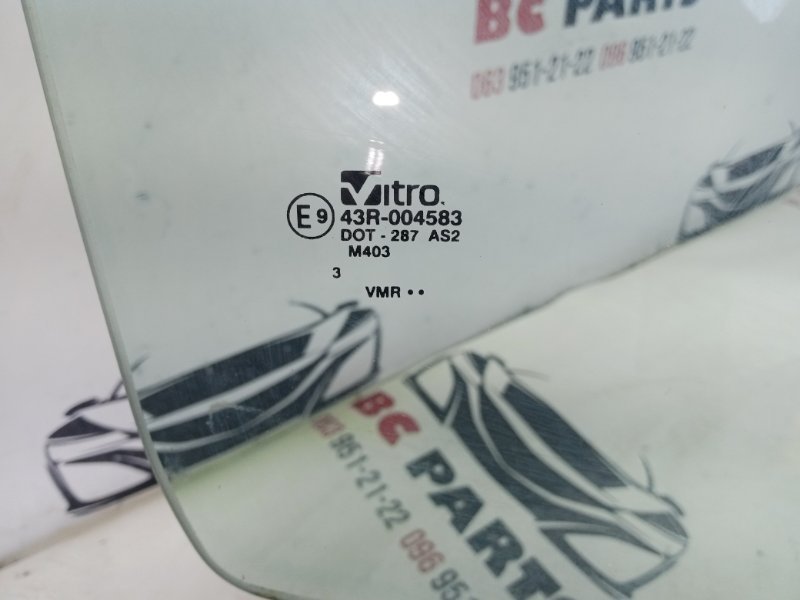 BC PARTS
063 951-21-22 096 951-21-22
Vitro
E9 43R-004583
DOT - 287 AS2
M403
3
VMR ••
BC PARTS
063 951-21-22 096 951